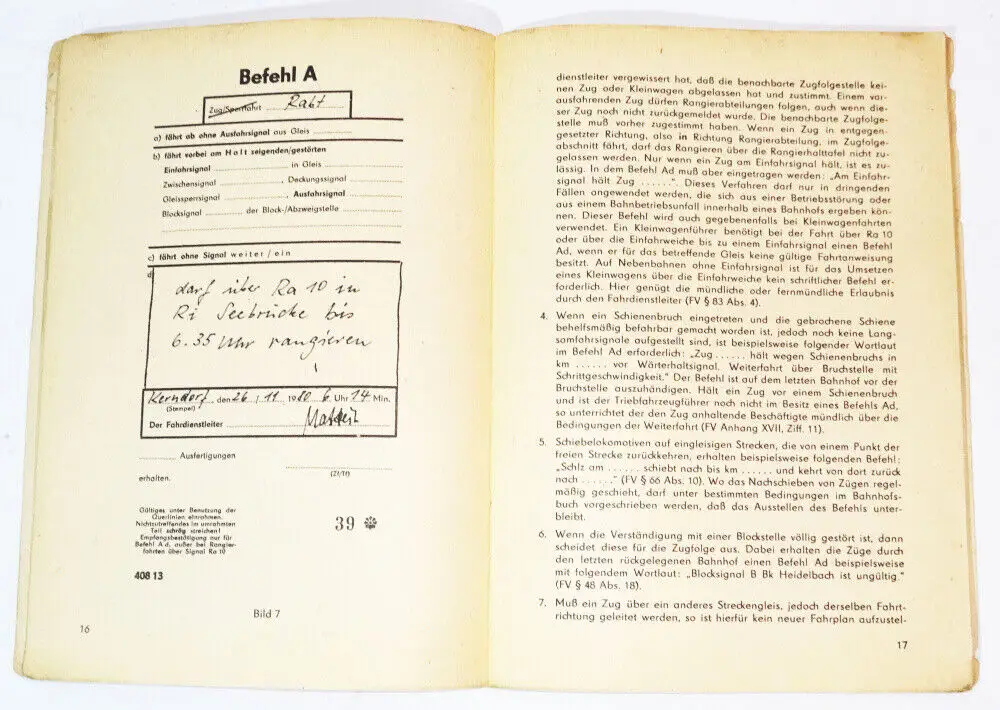 Befehl A
Zug/Sperrfahrt Rabt
a) fährt ab ohne Ausfahrsignal aus Gleis ............
b) fährt vorbei am Halt zeigenden/gestörten
Einfahrsignal ............ in Gleis ............
Zwischensignal ............, Deckungssignal ............
Gleissperrsignal ............, Ausfahrsignal ............
Blocksignal ............ der Block-/Abzweigstelle ............
c) fährt ohne Signal weiter/ein
d
darf über Ra 10 in
Ri Seebrücke bis
6.35 Uhr rangieren
Kerndorf, den 26./11. 19 60 6 Uhr 14 Min.
(Stempel)
Der Fahrdienstleiter
............ Ausfertigungen
erhalten.
(Zf/Tf)
Gültiges unter Benutzung der
Querlinien einrahmen.
Nichtzutreffendes im umrahmten
Teil schräg streichen!
Empfangsbestätigung nur für
Befehl Ad, außer bei Rangier-
fahrten über Signal Ra 10
39
408 13
Bild 7
16
dienstleiter vergewissert hat, daß die benachbarte Zugfolgestelle kei-
nen Zug oder Kleinwagen abgelassen hat und zustimmt. Einem vor-
ausfahrenden Zug dürfen Rangierabteilungen folgen, auch wenn die-
ser Zug noch nicht zurückgemeldet wurde. Die benachbarte Zugfolge-
stelle muß vorher zugestimmt haben. Wenn ein Zug in entgegen-
gesetzter Richtung, also in Richtung Rangierabteilung, im Zugfolge-
abschnitt fährt, darf das Rangieren über die Rangierhalttafel nicht zu-
gelassen werden. Nur wenn ein Zug am Einfahrsignal hält, ist es zu-
lässig. In dem Befehl Ad muß aber eingetragen werden: „Am Einfahr-
signal hält Zug ......“. Dieses Verfahren darf nur in dringenden
Fällen angewendet werden, die sich aus einer Betriebsstörung oder
aus einem Bahnbetriebsunfall innerhalb eines Bahnhofs ergeben kön-
nen. Dieser Befehl wird auch gegebenenfalls bei Kleinwagenfahrten
verwendet. Ein Kleinwagenführer benötigt bei der Fahrt über Ra 10
oder über die Einfahrweiche bis zu einem Einfahrsignal einen Befehl
Ad, wenn er für das betreffende Gleis keine gültige Fahrtanweisung
besitzt. Auf Nebenbahnen ohne Einfahrsignal ist für das Umsetzen
eines Kleinwagens über die Einfahrweiche kein schriftlicher Befehl er-
forderlich. Hier genügt die mündliche oder fernmündliche Erlaubnis
durch den Fahrdienstleiter (FV § 83 Abs. 4).
4. Wenn ein Schienenbruch eingetreten und die gebrochene Schiene
behelfsmäßig befahrbar gemacht worden ist, jedoch noch keine Lang-
samfahrsignale aufgestellt sind, ist beispielsweise folgender Wortlaut
im Befehl Ad erforderlich: „Zug ...... hält wegen Schienenbruchs in
km ...... vor Wärterhaltsignal. Weiterfahrt über Bruchstelle mit
Schrittgeschwindigkeit.“ Der Befehl ist auf dem letzten Bahnhof vor der
Bruchstelle auszuhändigen. Hält ein Zug vor einem Schienenbruch
und ist der Triebfahrzeugführer noch nicht im Besitz eines Befehls Ad,
so unterrichtet der den Zug anhaltende Beschäftigte mündlich über die
Bedingungen der Weiterfahrt (FV Anhang XVII, Ziff. 11).
5. Schiebelokomotiven auf eingleisigen Strecken, die von einem Punkt der
freien Strecke zurückkehren, erhalten beispielsweise folgenden Befehl:
„Schlz am ...... schiebt nach bis km ...... und kehrt von dort zurück
nach ......“ (FV § 66 Abs. 10). Wo das Nachschieben von Zügen regel-
mäßig geschieht, darf unter bestimmten Bedingungen im Bahnhofs-
buch vorgeschrieben werden, daß das Ausstellen des Befehls unter-
bleibt.
6. Wenn die Verständigung mit einer Blockstelle völlig gestört ist, dann
scheidet diese für die Zugfolge aus. Dabei erhalten die Züge durch
den letzten rückgelegenen Bahnhof einen Befehl Ad beispielsweise
mit folgendem Wortlaut: „Blocksignal B Bk Heidelbach ist ungültig.“
(FV § 48 Abs. 18).
7. Muß ein Zug über ein anderes Streckengleis, jedoch derselben Fahrt-
richtung geleitet werden, so ist hierfür kein neuer Fahrplan aufzustel-
17